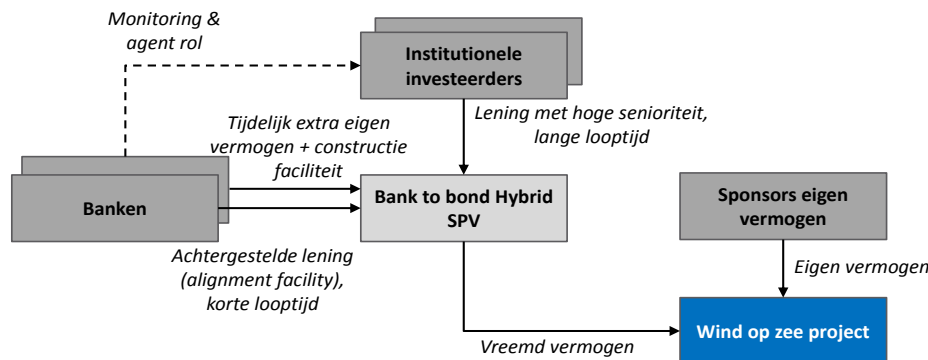 Monitoring &
agent rol
Institutionele
investeerders
Lening met hoge senioriteit,
lange looptijd
Tijdelijk extra eigen
vermogen + constructie
faciliteit
Banken
Bank to bond Hybrid
SPV
Sponsors eigen
vermogen
Achtergestelde lening
(alignment facility),
korte looptijd
Eigen vermogen
Vreemd vermogen
Wind op zee project